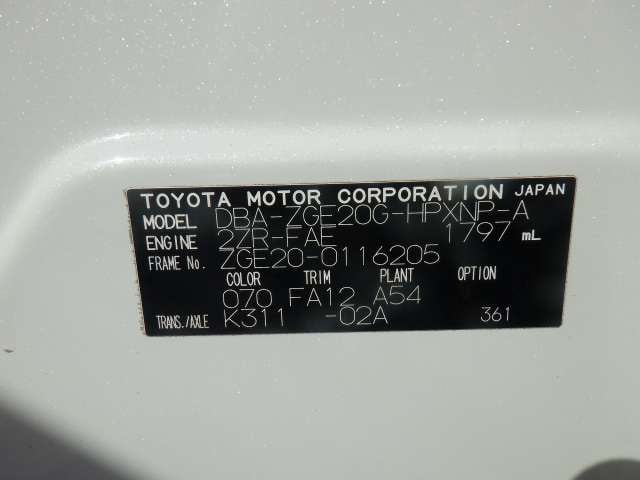 TOYOTA MOTOR CORPORATION JAPAN
MODEL DBA-ZGE20G-HPXNP-A
ENGINE 2ZR-FAE 1797 mL
FRAME No. ZGE20-0116205
COLOR TRIM PLANT OPTION
070 FA12 A54
TRANS./AXLE K311 -02A 361